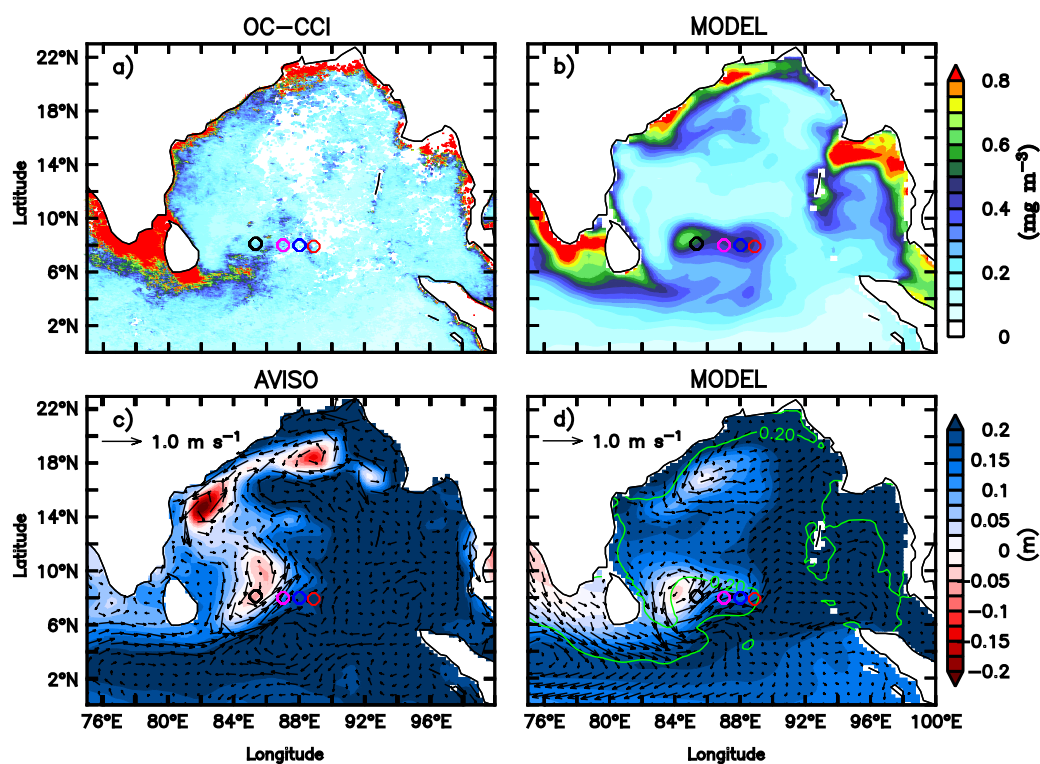 OC−CCI MODEL
a) b)
22°N
18°N
14°N
10°N
6°N
2°N
Latitude
0.8
0.6
0.4
0.2
0
(mg m−3)
AVISO MODEL
c) d)
1.0 m s−1 1.0 m s−1
0.20
22°N
18°N
14°N
10°N
6°N
2°N
Latitude
0.2
0.15
0.1
0.05
0
−0.05
−0.1
−0.15
−0.2
(m)
76°E 80°E 84°E 88°E 92°E 96°E 76°E 80°E 84°E 88°E 92°E 96°E 100°E
Longitude Longitude